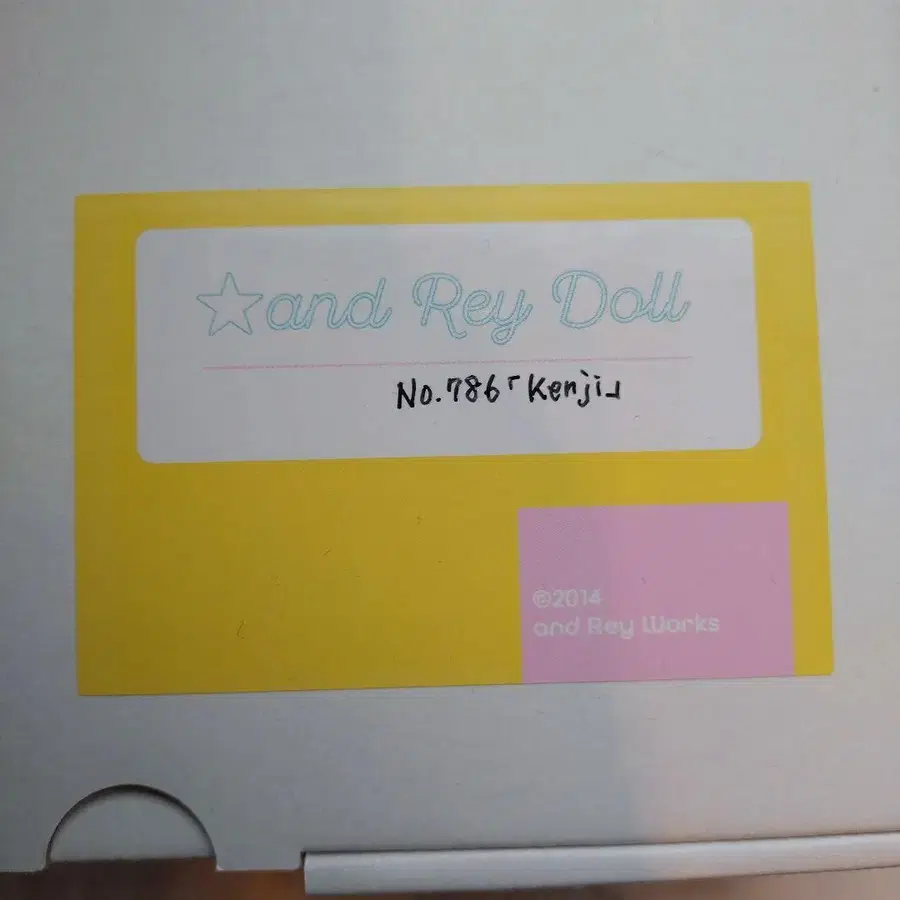 ☆and Rey Doll
No.786「Kenji」
©2014
and Rey Works